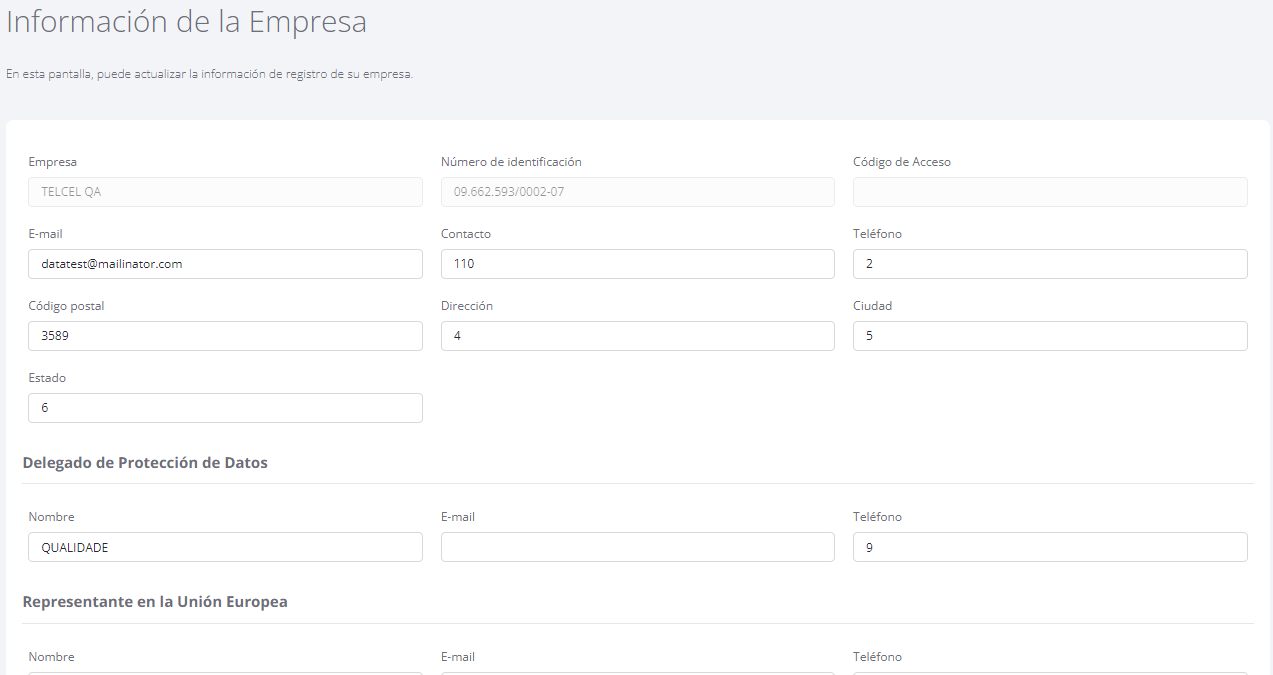 Información de la Empresa
En esta pantalla, puede actualizar la información de registro de su empresa.
Empresa Número de identificación Código de Acceso
TELCEL QA 09.662.593/0002-07
E-mail Contacto Teléfono
datatest@mailinator.com 110 2
Código postal Dirección Ciudad
3589 4 5
Estado
6
Delegado de Protección de Datos
Nombre E-mail Teléfono
QUALIDADE 9
Representante en la Unión Europea
Nombre E-mail Teléfono